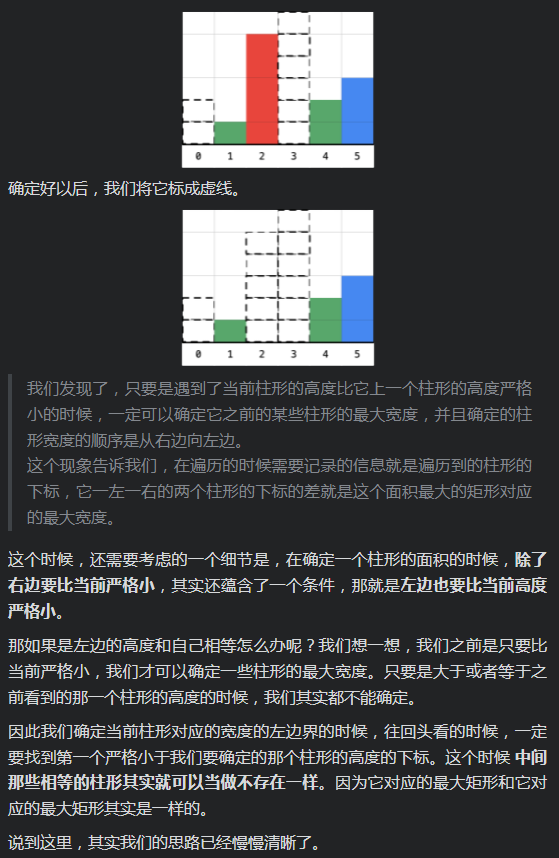 0 1 2 3 4 5
确定好以后，我们将它标成虚线。
0 1 2 3 4 5
我们发现了，只要是遇到了当前柱形的高度比它上一个柱形的高度严格
小的时候，一定可以确定它之前的某些柱形的最大宽度，并且确定的柱
形宽度的顺序是从右边向左边。
这个现象告诉我们，在遍历的时候需要记录的信息就是遍历到的柱形的
下标，它一左一右的两个柱形的下标的差就是这个面积最大的矩形对应
的最大宽度。
这个时候，还需要考虑的一个细节是，在确定一个柱形的面积的时候，除了
右边要比当前严格小，其实还蕴含了一个条件，那就是左边也要比当前高度
严格小。
那如果是左边的高度和自己相等怎么办呢？我们想一想，我们之前是只要比
当前严格小，我们才可以确定一些柱形的最大宽度。只要是大于或者等于之
前看到的那一个柱形的高度的时候，我们其实都不能确定。
因此我们确定当前柱形对应的宽度的左边界的时候，往回头看的时候，一定
要找到第一个严格小于我们要确定的那个柱形的高度的下标。这个时候 中间
那些相等的柱形其实就可以当做不存在一样。因为它对应的最大矩形和它对
应的最大矩形其实是一样的。
说到这里，其实我们的思路已经慢慢清晰了。